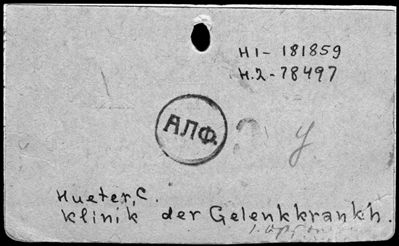 H1- 181859
H.2- 78497
АЛФ.
y
Hueter, C.
Klinik der Gelenkkrankh.